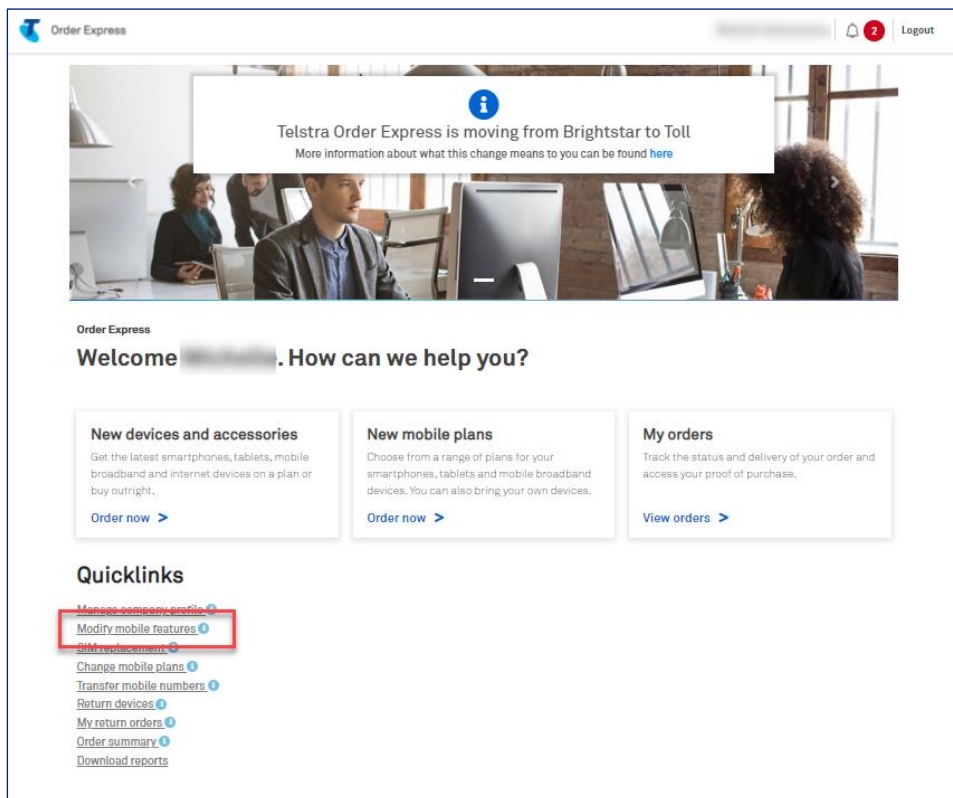 Order Express
2
Logout
Telstra Order Express is moving from Brightstar to Toll
More information about what this change means to you can be found here
Order Express
Welcome . How can we help you?
New devices and accessories
Get the latest smartphones, tablets, mobile
broadband and internet devices on a plan or
buy outright.
Order now >
New mobile plans
Choose from a range of plans for your
smartphones, tablets and mobile broadband
devices. You can also bring your own devices.
Order now >
My orders
Track the status and delivery of your order and
access your proof of purchase.
View orders >
Quicklinks
Manage company profile
Modify mobile features
SIM replacement
Change mobile plans
Transfer mobile numbers
Return devices
My return orders
Order summary
Download reports